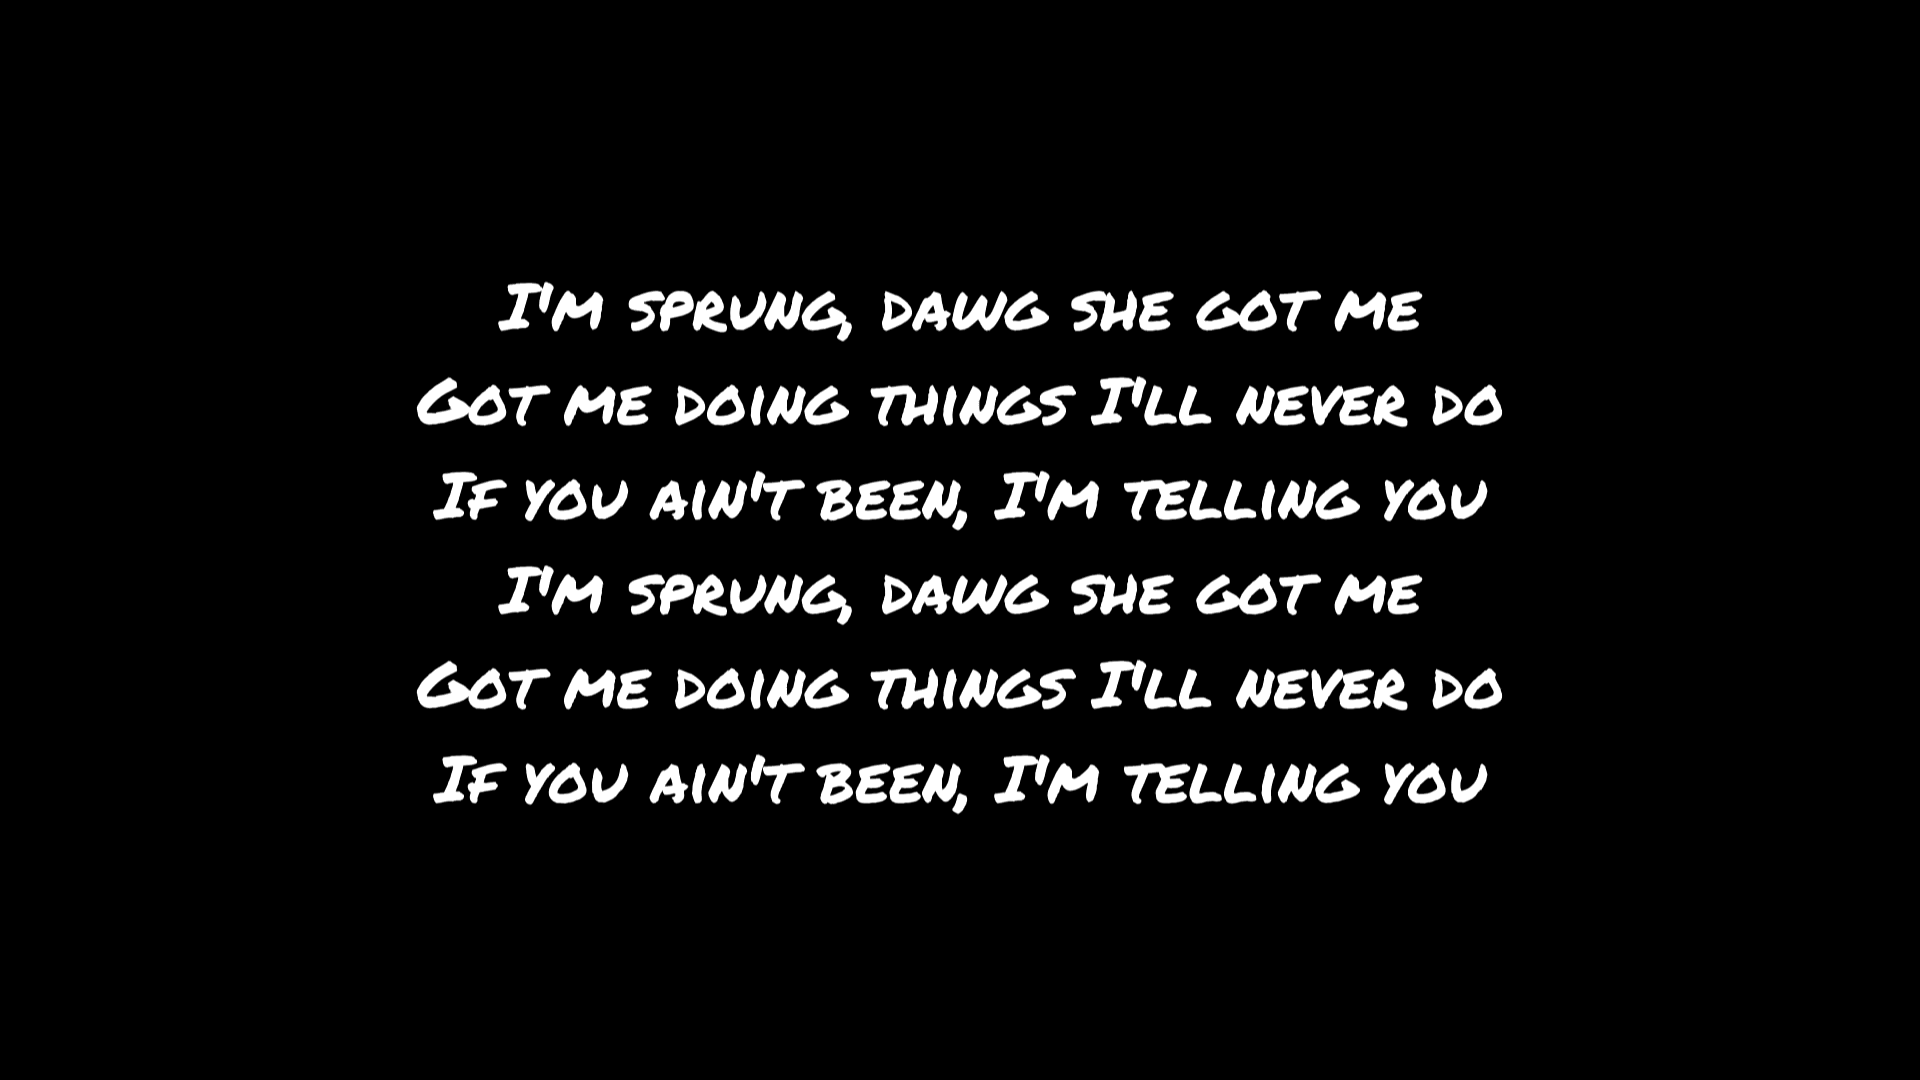 I'm sprung, dawg she got me
Got me doing things I'll never do
If you ain't been, I'm telling you
I'm sprung, dawg she got me
Got me doing things I'll never do
If you ain't been, I'm telling you